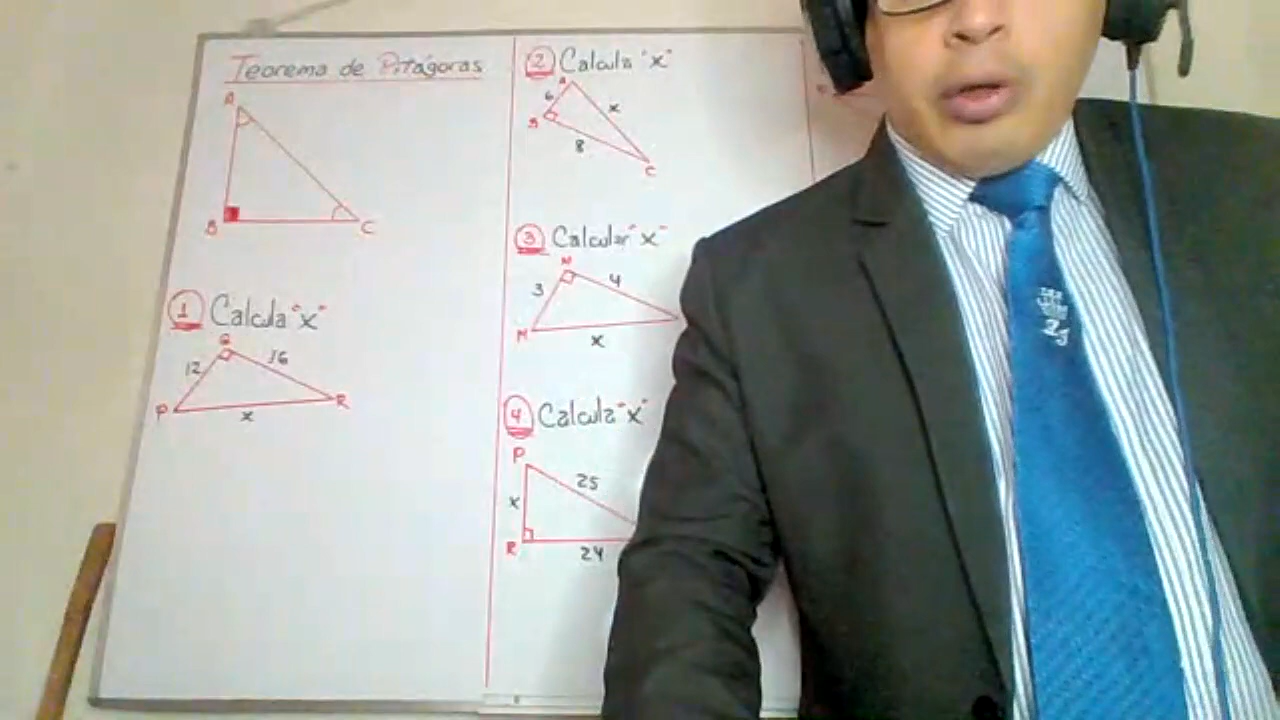 Teorema de Pitágoras
A
B
C
1 Calcula "x"
Q
12
16
P
R
x
2 Calcula "x"
A
6
x
B
8
C
3 Calcular "x"
N
3
4
M
x
4 Calcula "x"
P
25
x
R
24